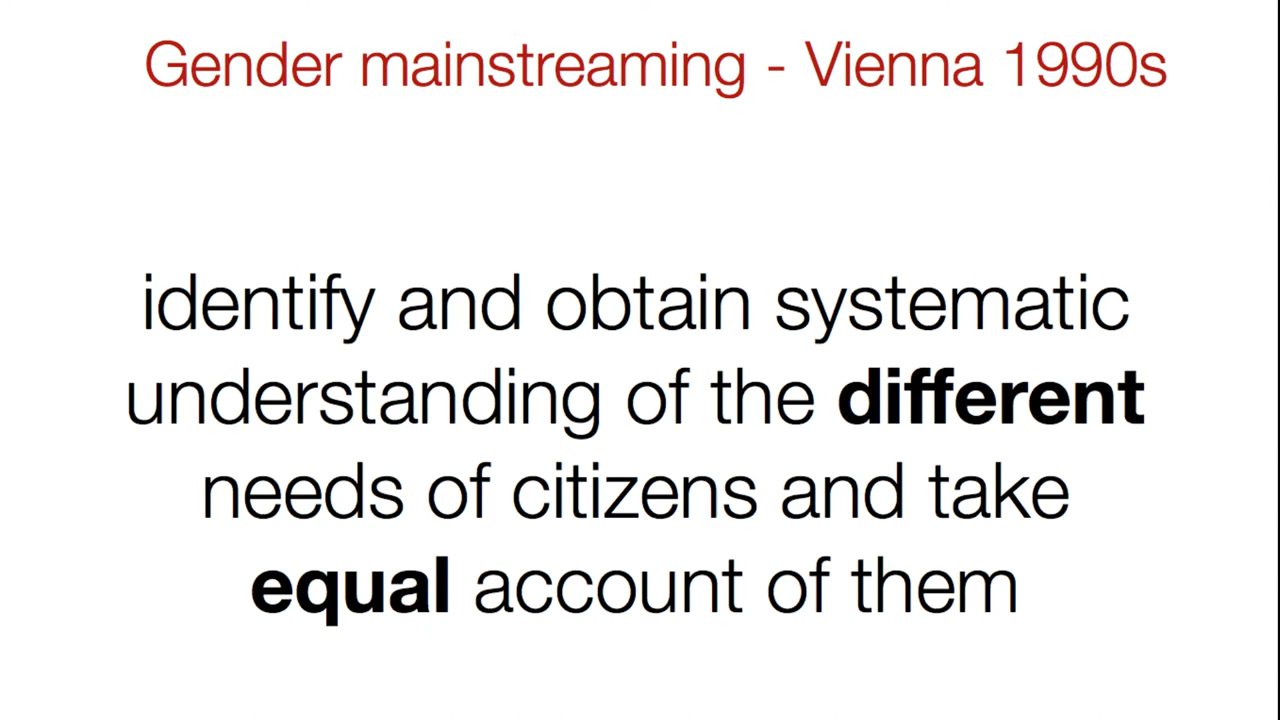 Gender mainstreaming - Vienna 1990s
identify and obtain systematic
understanding of the different
needs of citizens and take
equal account of them